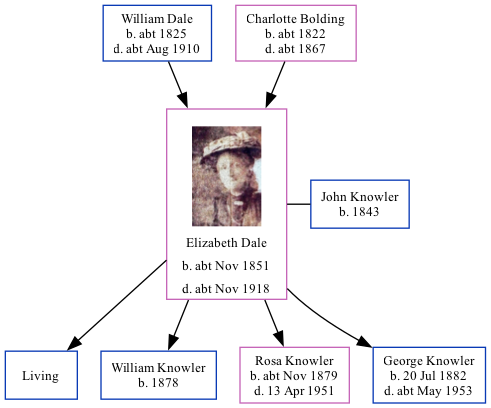 William Dale
b. abt 1825
d. abt Aug 1910
Charlotte Bolding
b. abt 1822
d. abt 1867
John Knowler
b. 1843
Elizabeth Dale
b. abt Nov 1851
d. abt Nov 1918
Living
William Knowler
b. 1878
Rosa Knowler
b. abt Nov 1879
d. 13 Apr 1951
George Knowler
b. 20 Jul 1882
d. abt May 1953